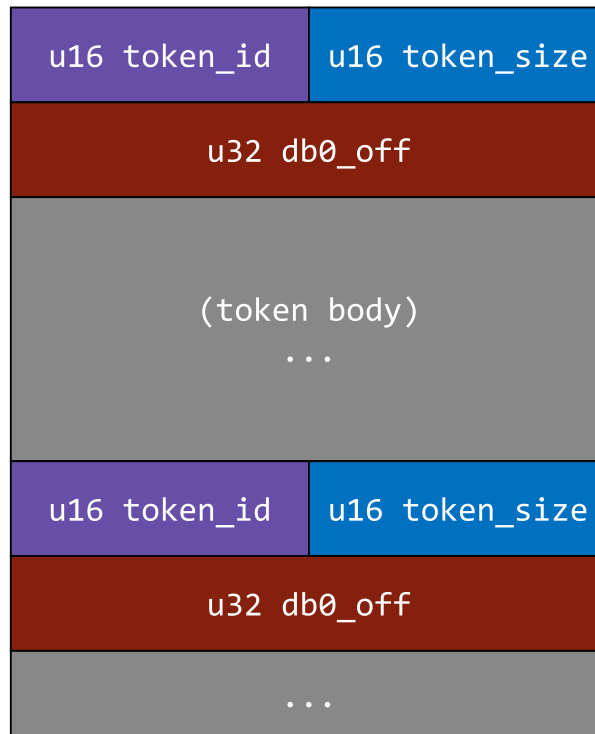 u16 token_id u16 token_size
u32 db0_off
(token body)
...
u16 token_id u16 token_size
u32 db0_off
...